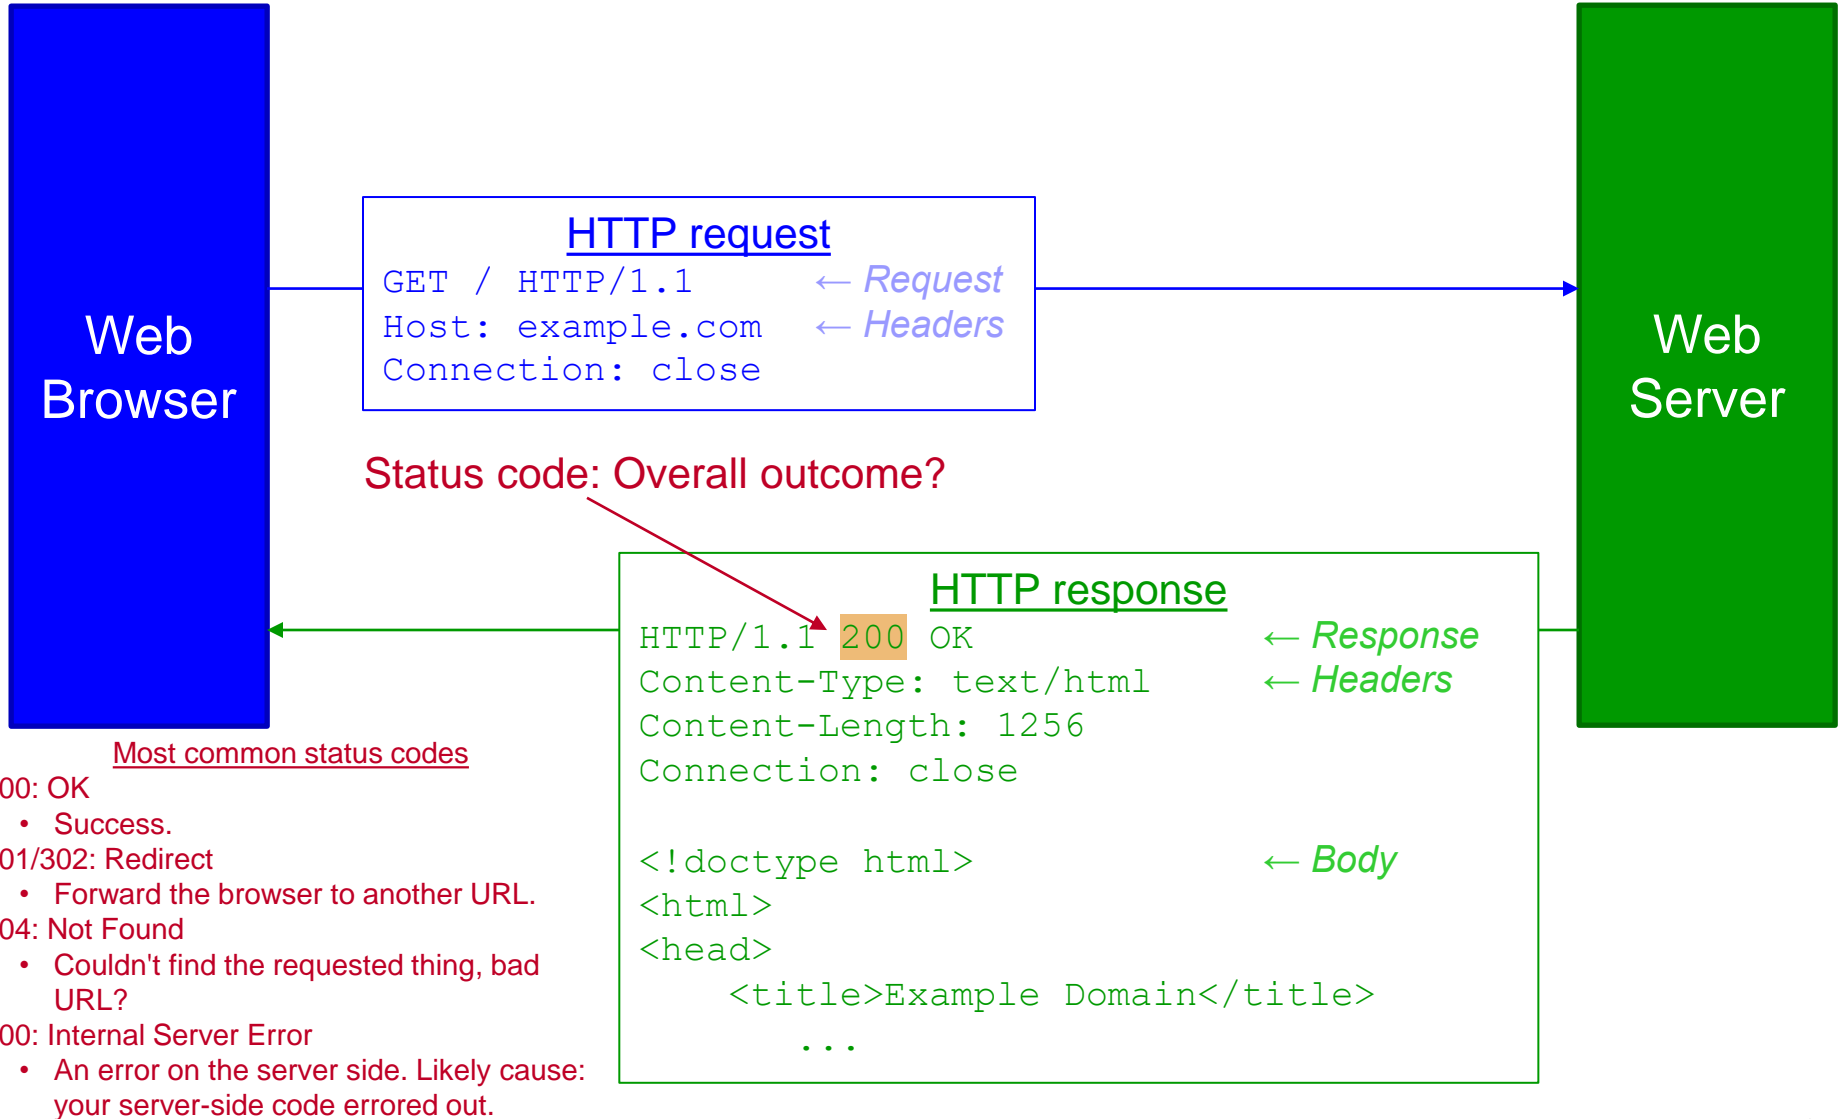 Web
Browser
HTTP request
GET / HTTP/1.1 ← Request
Host: example.com ← Headers
Connection: close
Web
Server
Status code: Overall outcome?
HTTP response
HTTP/1.1 200 OK ← Response
Content-Type: text/html ← Headers
Content-Length: 1256
Connection: close
<!doctype html> ← Body
<html>
<head>
<title>Example Domain</title>
...
Most common status codes
00: OK
• Success.
01/302: Redirect
• Forward the browser to another URL.
04: Not Found
• Couldn't find the requested thing, bad
URL?
00: Internal Server Error
• An error on the server side. Likely cause:
your server-side code errored out.